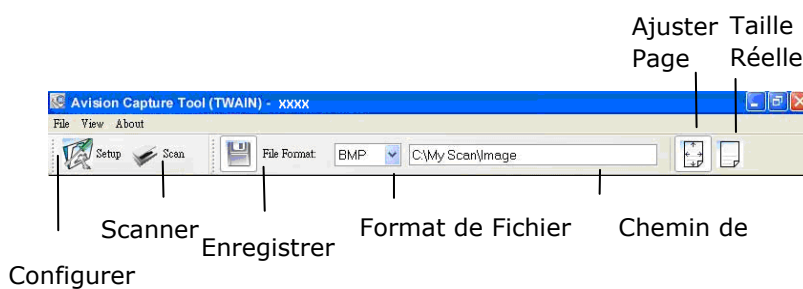 Ajuster Page
Taille Réelle
Avision Capture Tool (TWAIN) - xxxx
File View About
Setup Scan File Format: BMP C:\My Scan\Image
Scanner
Enregistrer
Format de Fichier
Chemin de
Configurer